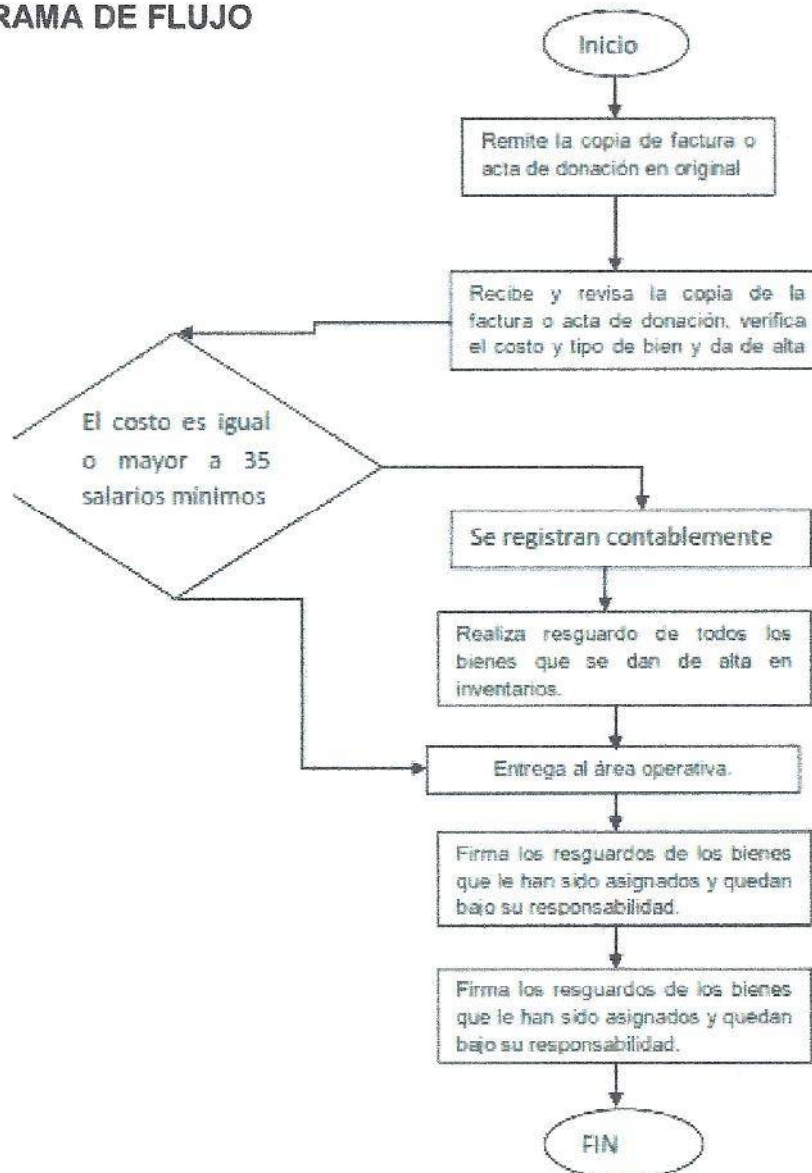 RAMA DE FLUJO
Inicio
Remite la copia de factura o
acta de donación en original
Recibe y revisa la copia de la
factura o acta de donación, verifica
el costo y tipo de bien y da de alta
El costo es igual
o mayor a 35
salarios minimos
Se registran contablemente
Realiza resguardo de todos los
bienes que se dan de alta en
inventarios.
Entrega al área operativa.
Firma los resguardos de los bienes
que le han sido asignados y quedan
bajo su responsabilidad.
Firma los resguardos de los bienes
que le han sido asignados y quedan
bajo su responsabilidad.
FIN